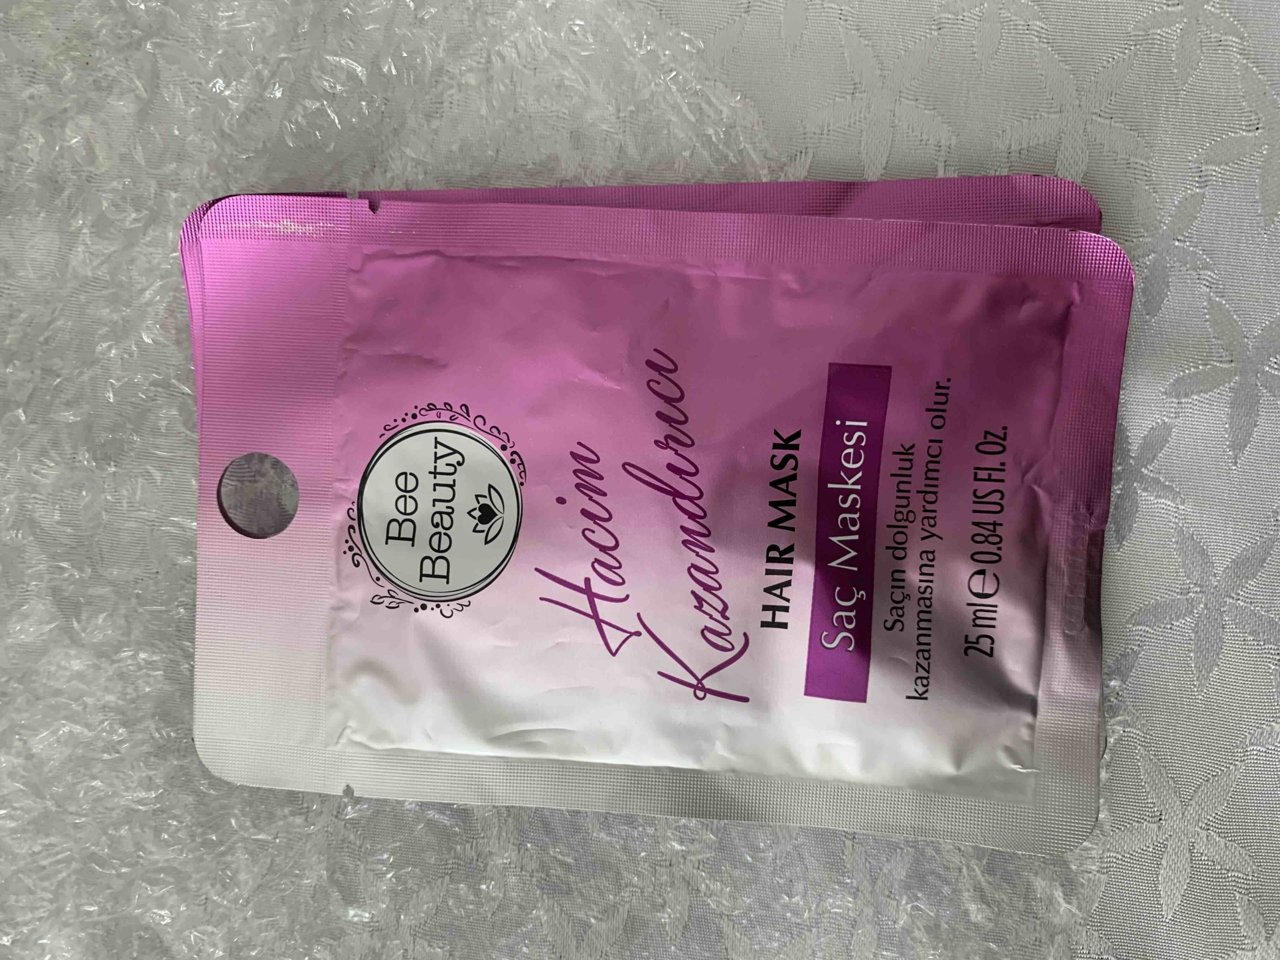 Bee
Beauty
Hacim
Kazandırıcı
HAIR MASK
Saç Maskesi
Saçın dolgunluk
kazanmasına yardımcı olur.
25 ml ℮ 0.84 US Fl. Oz.